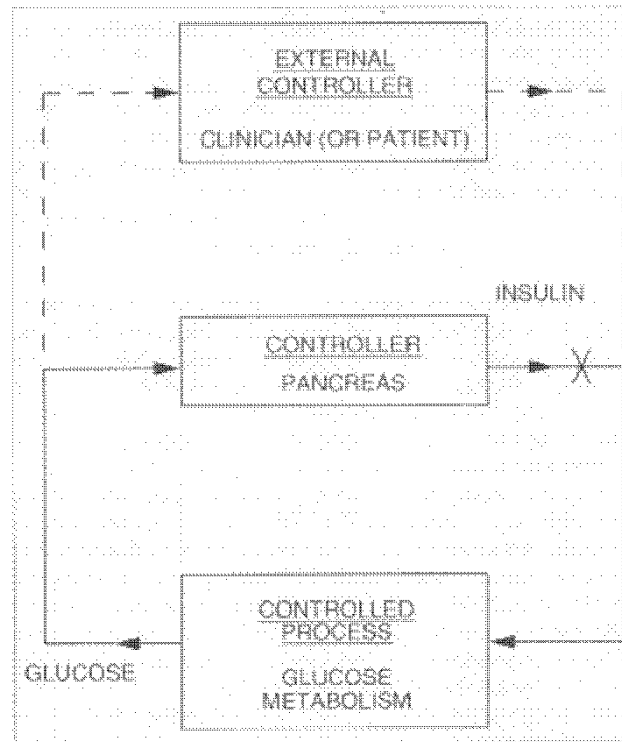 EXTERNAL
CONTROLLER
CLINICIAN (OR PATIENT)
INSULIN
CONTROLLER
PANCREAS
CONTROLLED
PROCESS
GLUCOSE
METABOLISM
GLUCOSE